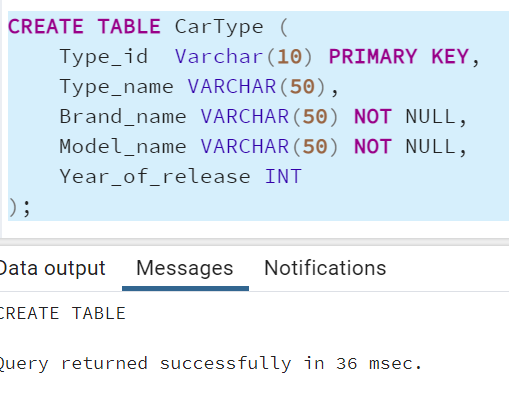 CREATE TABLE CarType (
Type_id  Varchar(10) PRIMARY KEY,
Type_name VARCHAR(50),
Brand_name VARCHAR(50) NOT NULL,
Model_name VARCHAR(50) NOT NULL,
Year_of_release INT
);
Data output Messages Notifications
CREATE TABLE
Query returned successfully in 36 msec.